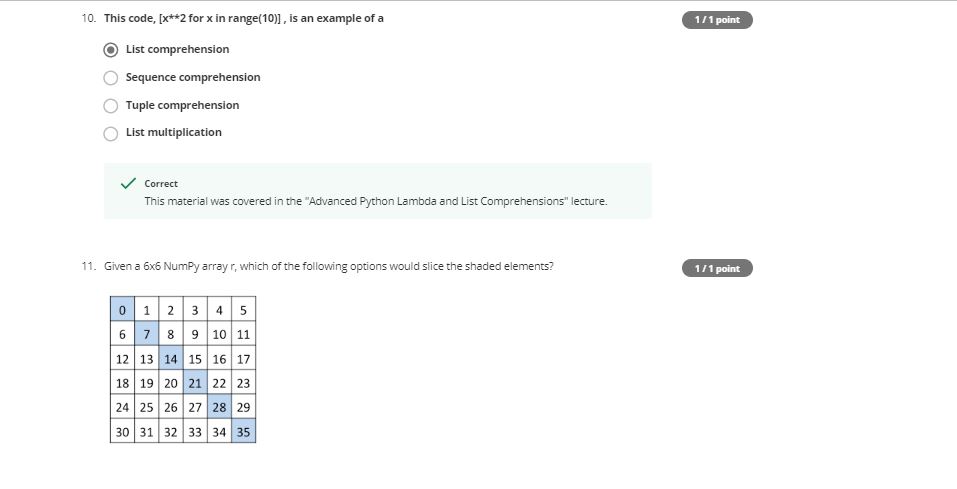 10. This code, [x**2 for x in range(10)] , is an example of a
1 / 1 point
List comprehension
Sequence comprehension
Tuple comprehension
List multiplication
Correct
This material was covered in the "Advanced Python Lambda and List Comprehensions" lecture.
11. Given a 6x6 NumPy array r, which of the following options would slice the shaded elements?
1 / 1 point
0 1 2 3 4 5
6 7 8 9 10 11
12 13 14 15 16 17
18 19 20 21 22 23
24 25 26 27 28 29
30 31 32 33 34 35